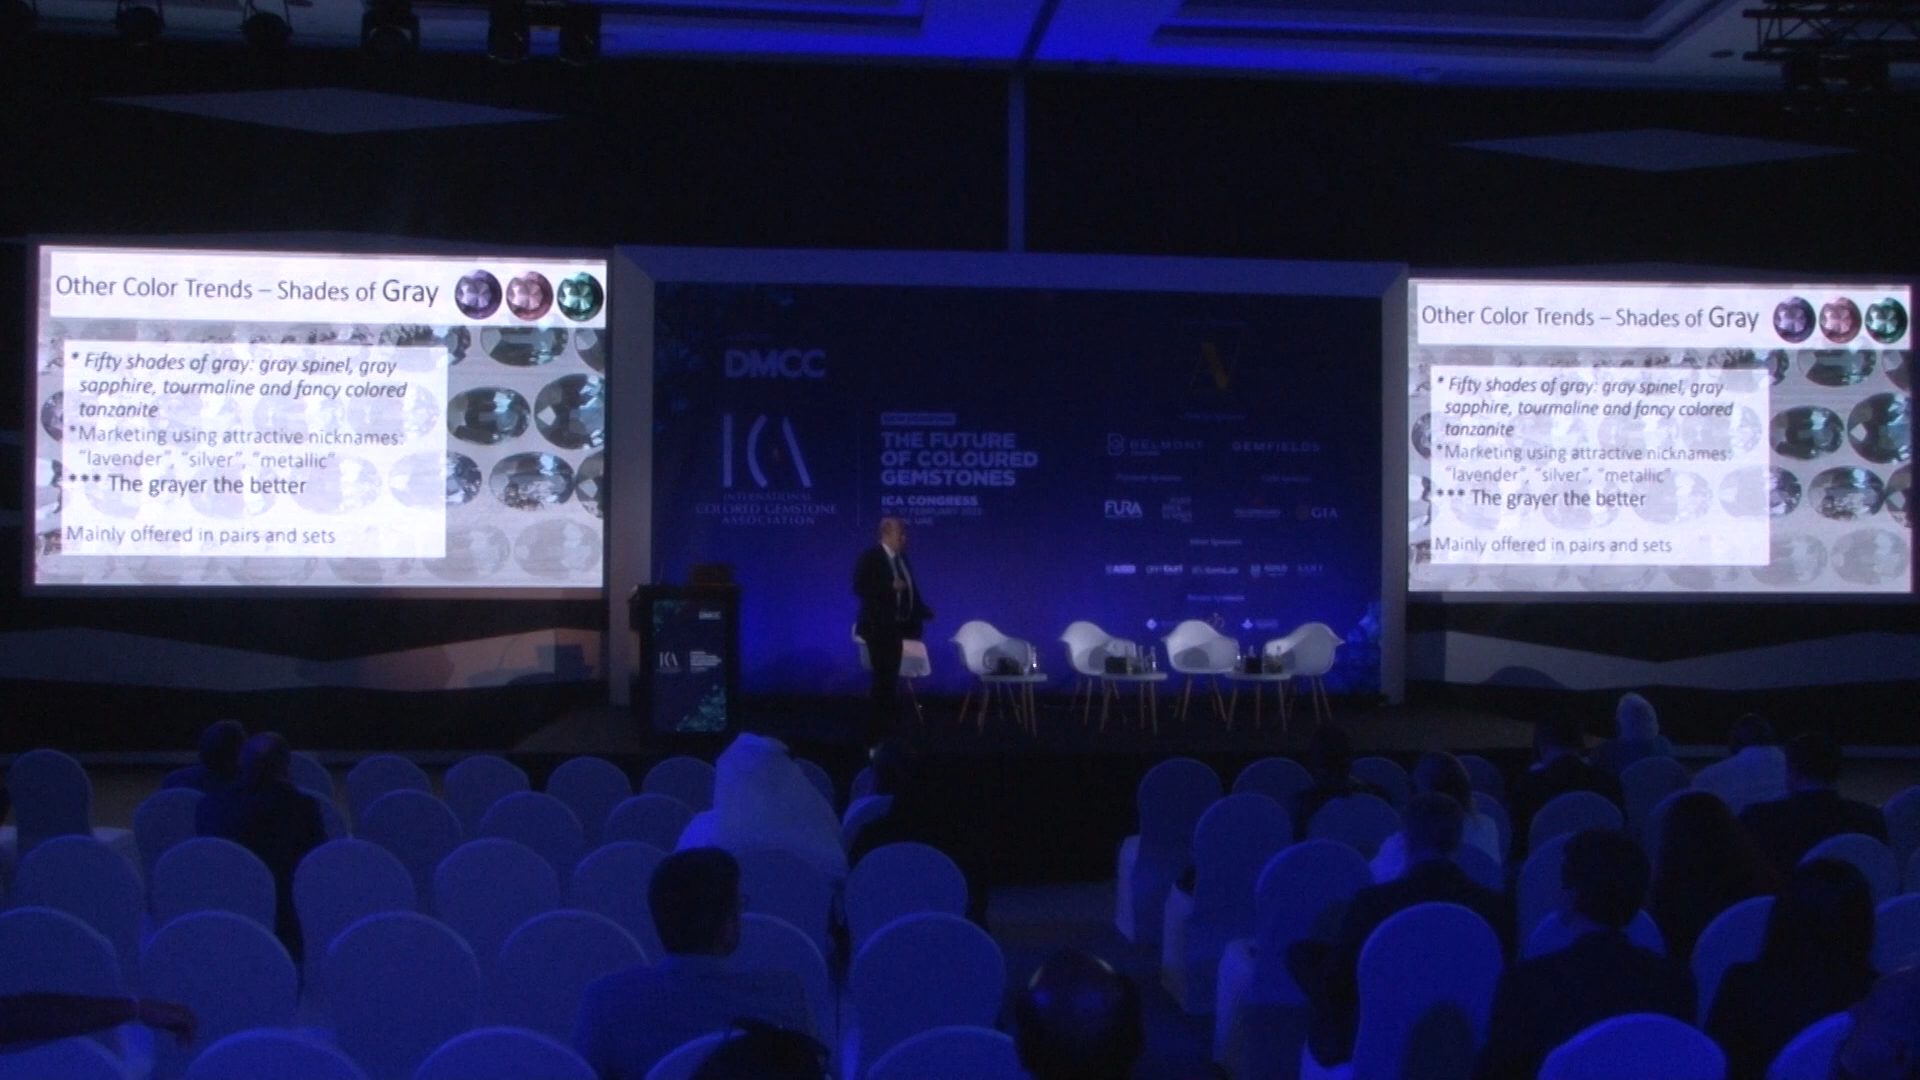 Other Color Trends – Shades of Gray
* Fifty shades of gray: gray spinel, gray
sapphire, tourmaline and fancy colored
tanzanite
*Marketing using attractive nicknames:
"lavender", "silver", "metallic"
*** The grayer the better
Mainly offered in pairs and sets
DMCC
ICA
INTERNATIONAL
COLORED GEMSTONE
ASSOCIATION
THE FUTURE
OF COLOURED
GEMSTONES
ICA CONGRESS
BELMONT
GEMFIELDS
FURA
GIA
DMCC
ICA
Other Color Trends – Shades of Gray
* Fifty shades of gray: gray spinel, gray
sapphire, tourmaline and fancy colored
tanzanite
*Marketing using attractive nicknames:
"lavender", "silver", "metallic"
*** The grayer the better
Mainly offered in pairs and sets